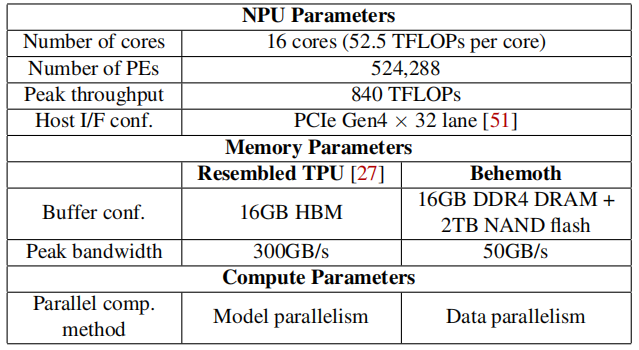 NPU Parameters
Number of cores 16 cores (52.5 TFLOPs per core)
Number of PEs 524,288
Peak throughput 840 TFLOPs
Host I/F conf. PCIe Gen4 × 32 lane [51]
Memory Parameters
Resembled TPU [27] Behemoth
Buffer conf. 16GB HBM 16GB DDR4 DRAM +
2TB NAND flash
Peak bandwidth 300GB/s 50GB/s
Compute Parameters
Parallel comp.
method Model parallelism Data parallelism